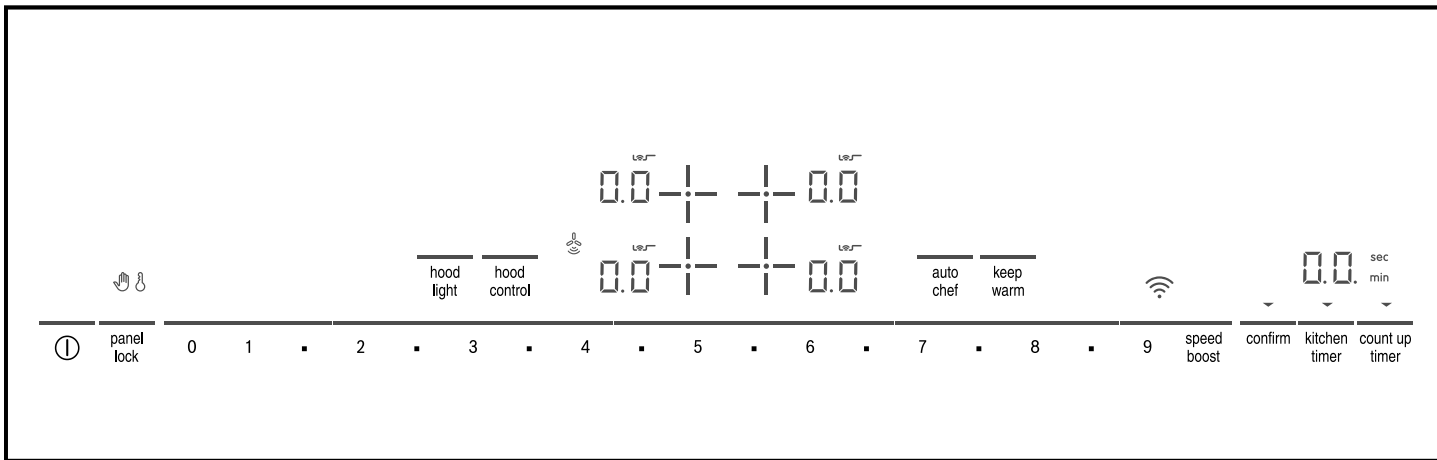 0.0 0.0
0.0 0.0
hood
light
hood
control
auto
chef
keep
warm
0.0. sec
min
panel
lock
0 1 . 2 . 3 . 4 . 5 . 6 . 7 . 8 . 9
speed
boost
confirm
kitchen
timer
count up
timer